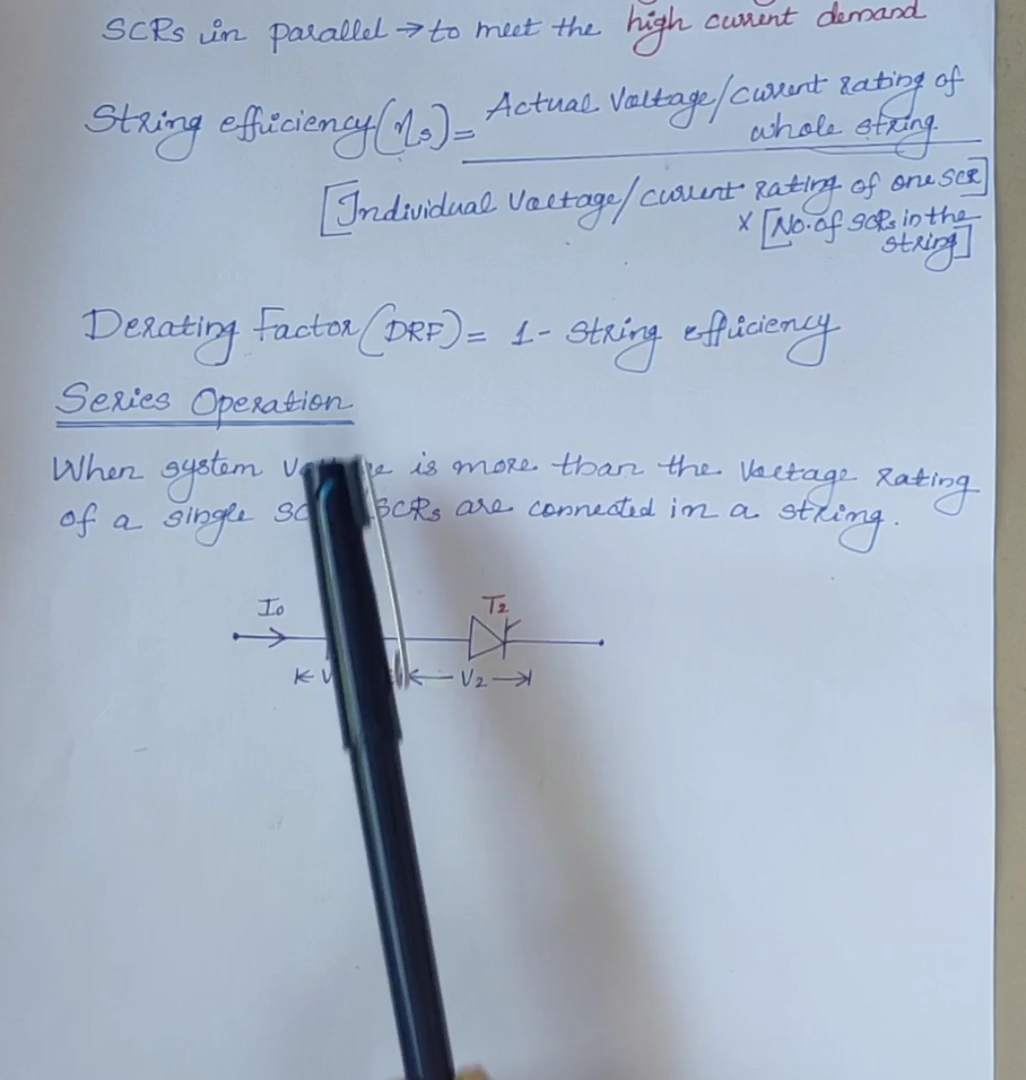 SCRs in parallel → to meet the high current demand
String efficiency (ηs) = Actual Voltage/current rating of
whole string.
[Individual Voltage/current rating of one SCR]
x [No. of SCRs in the
string]
Derating Factor (DRF) = 1 - string efficiency
Series Operation
When system is more than the Voltage rating
of a single SCRs are connected in a string.
Io
T2
V2